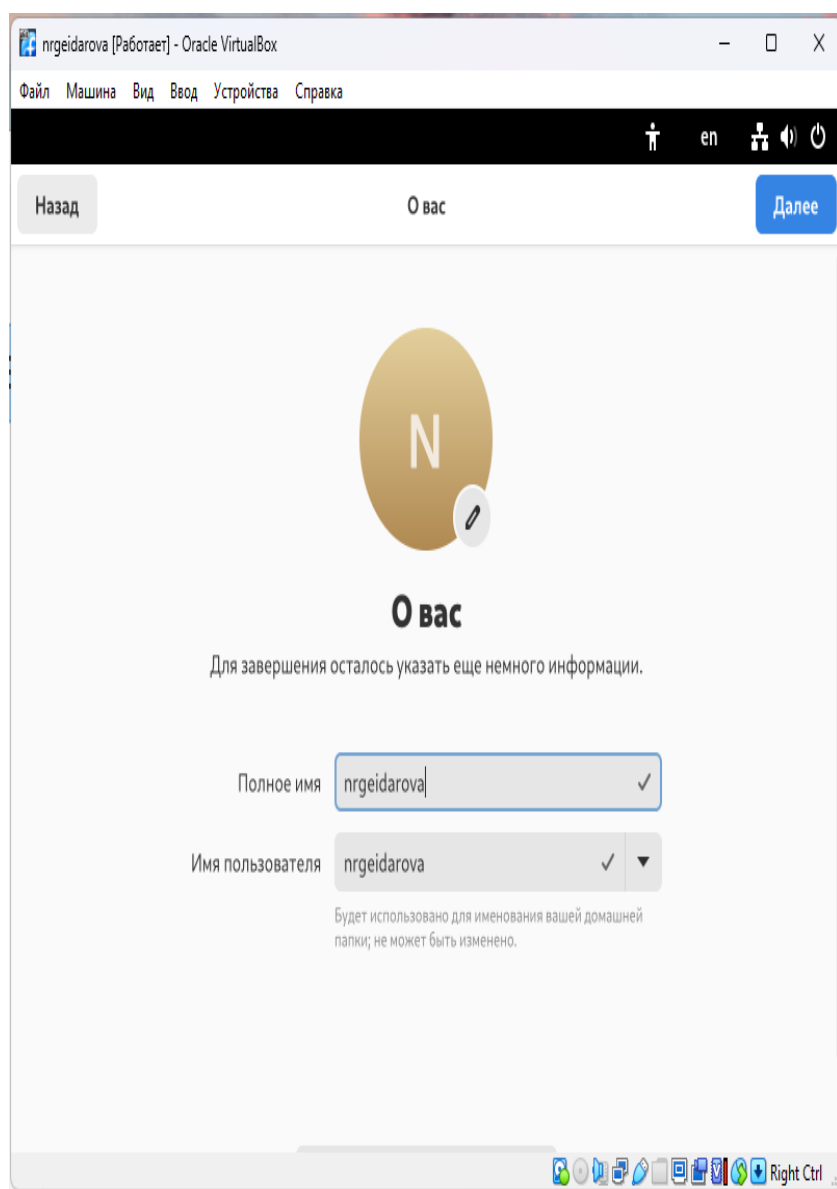 nrgeidarova [Работает] - Oracle VirtualBox
Файл Машина Вид Ввод Устройства Справка
en
Назад О вас Далее
N
О вас
Для завершения осталось указать еще немного информации.
Полное имя nrgeidarova
Имя пользователя nrgeidarova
Будет использовано для именования вашей домашней
папки; не может быть изменено.
Right Ctrl